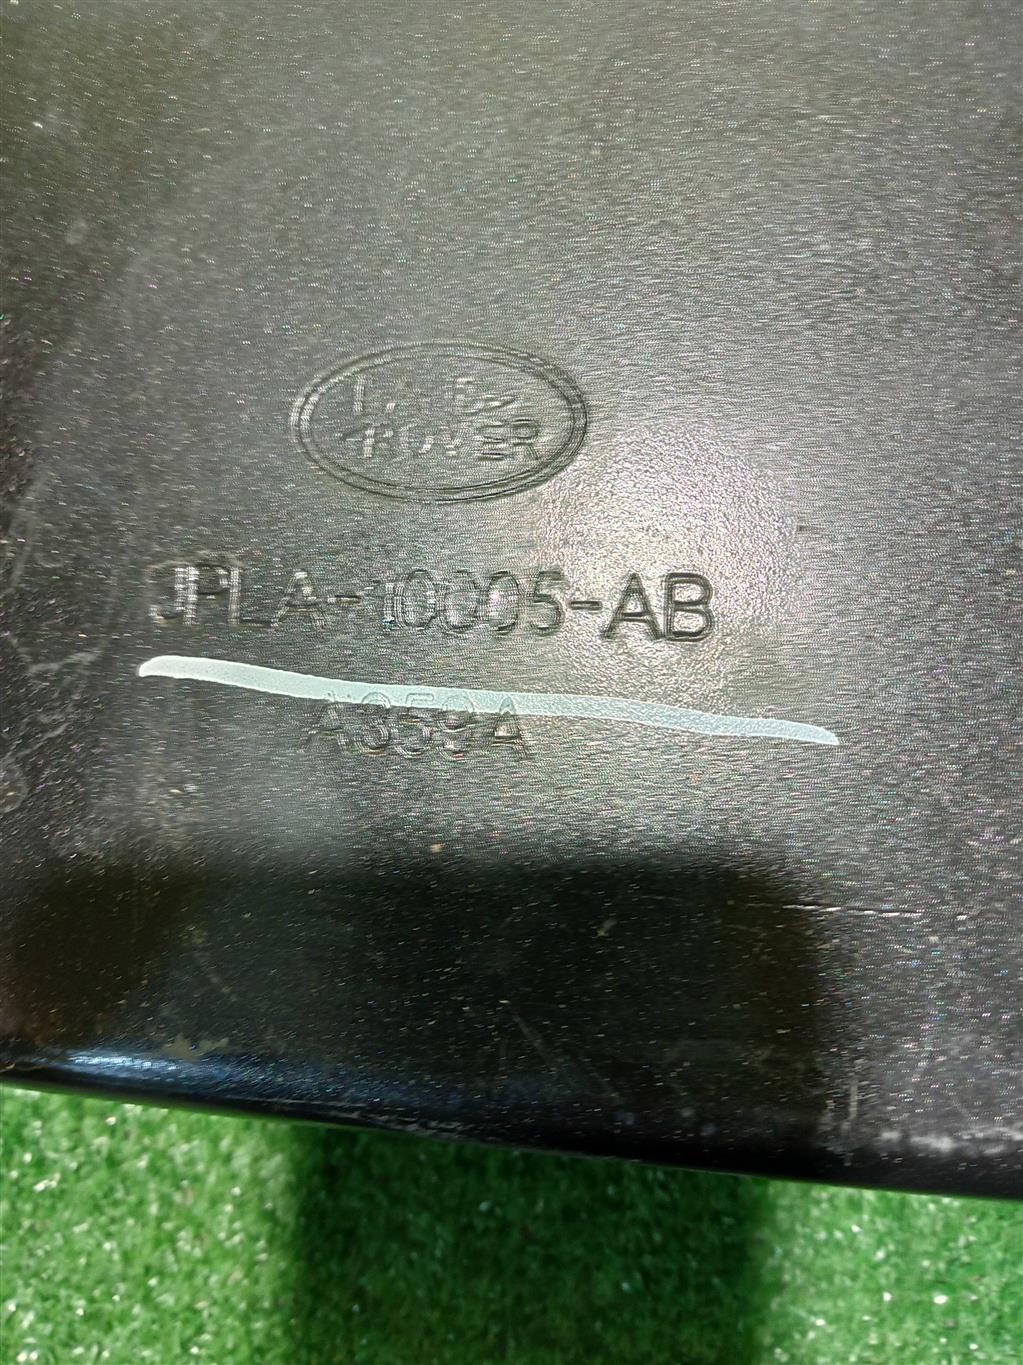 LAND
ROVER
JPLA-10005-AB
A359A